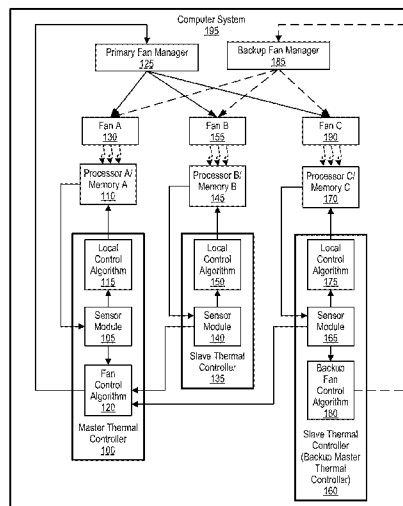 Computer System
195
Primary Fan Manager
125
Backup Fan Manager
185
Fan A
130
Fan B
155
Fan C
190
Processor A/
Memory A
110
Processor B/
Memory B
145
Processor C/
Memory C
170
Local Control
Algorithm
115
Local Control
Algorithm
150
Local Control
Algorithm
175
Sensor
Module
105
Sensor
Module
140
Sensor
Module
165
Fan Control
Algorithm
120
Master Thermal
Controller
100
Slave Thermal
Controller
135
Backup
Fan Control
Algorithm
180
Slave Thermal
Controller
(Backup Master
Thermal
Controller)
160